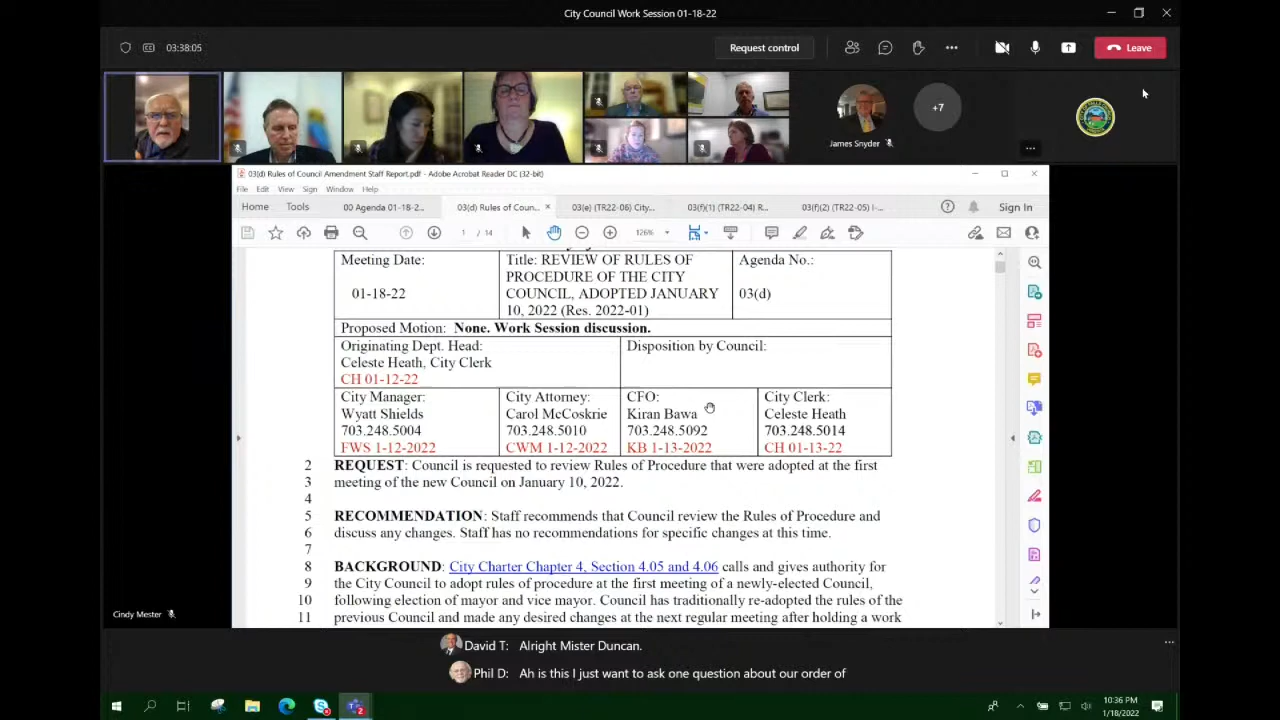 City Council Work Session 01-18-22
03:38:05
Request control
Leave
James Snyder
+7
03(d) Rules of Council Amendment Staff Report.pdf - Adobe Acrobat Reader DC (32-bit)
File Edit View Sign Window Help
Home Tools 00 Agenda 01-18-2... 03(d) Rules of Coun... 03(e) (TR22-06) City... 03(f)(1) (TR22-04) R... 03(f)(2) (TR22-05) I-... Sign In
1 / 14 126%
Meeting Date:
01-18-22
Title: REVIEW OF RULES OF
PROCEDURE OF THE CITY
COUNCIL, ADOPTED JANUARY
10, 2022 (Res. 2022-01)
Agenda No.:
03(d)
Proposed Motion: None. Work Session discussion.
Originating Dept. Head:
Celeste Heath, City Clerk
CH 01-12-22
Disposition by Council:
City Manager:
Wyatt Shields
703.248.5004
FWS 1-12-2022
City Attorney:
Carol McCoskrie
703.248.5010
CWM 1-12-2022
CFO:
Kiran Bawa
703.248.5092
KB 1-13-2022
City Clerk:
Celeste Heath
703.248.5014
CH 01-13-22
2 REQUEST: Council is requested to review Rules of Procedure that were adopted at the first
3 meeting of the new Council on January 10, 2022.
4
5 RECOMMENDATION: Staff recommends that Council review the Rules of Procedure and
6 discuss any changes. Staff has no recommendations for specific changes at this time.
7
8 BACKGROUND: City Charter Chapter 4, Section 4.05 and 4.06 calls and gives authority for
9 the City Council to adopt rules of procedure at the first meeting of a newly-elected Council,
10 following election of mayor and vice mayor. Council has traditionally re-adopted the rules of the
11 previous Council and made any desired changes at the next regular meeting after holding a work
Cindy Mester
David T: Alright Mister Duncan.
Phil D: Ah is this I just want to ask one question about our order of
10:36 PM
1/18/2022